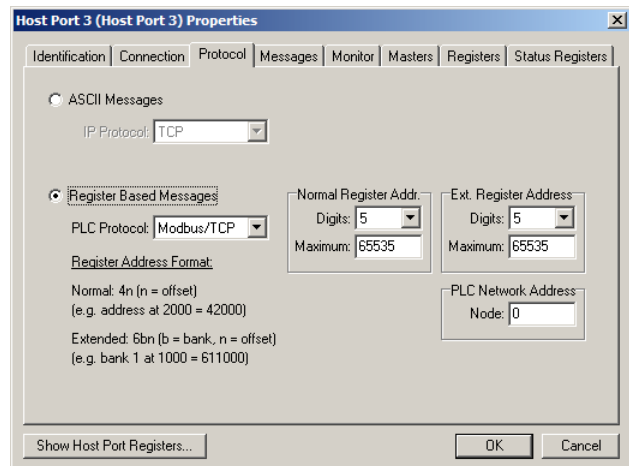 Host Port 3 (Host Port 3) Properties
Identification Connection Protocol Messages Monitor Masters Registers Status Registers
ASCII Messages
IP Protocol: TCP
Register Based Messages
PLC Protocol: Modbus/TCP
Register Address Format:
Normal: 4n (n = offset)
(e.g. address at 2000 = 42000)
Extended: 6bn (b = bank, n = offset)
(e.g. bank 1 at 1000 = 611000)
Normal Register Addr.
Digits: 5
Maximum: 65535
Ext. Register Address
Digits: 5
Maximum: 65535
PLC Network Address
Node: 0
Show Host Port Registers...
OK
Cancel